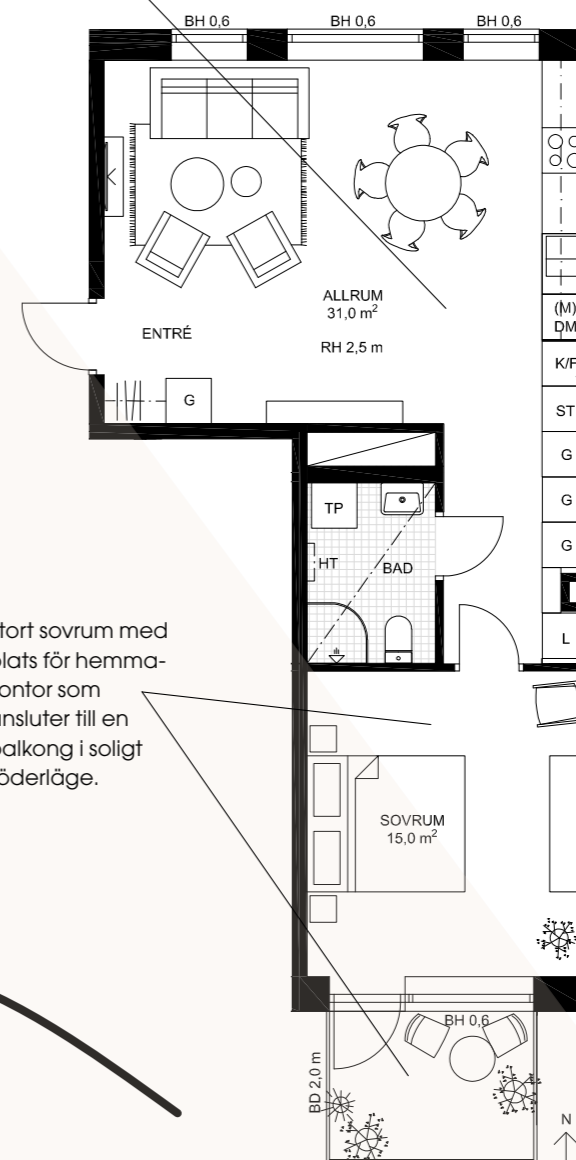 BH 0,6 BH 0,6 BH 0,6
ALLRUM
31,0 m²
RH 2,5 m
ENTRÉ
G
(M)
DM
K/F
ST
G
G
G
L
TP
HT
BAD
tort sovrum med
plats för hemma-
ontor som
ansluter till en
balkong i soligt
öderläge.
SOVRUM
15,0 m²
BH 0,6
BD 2,0 m
N